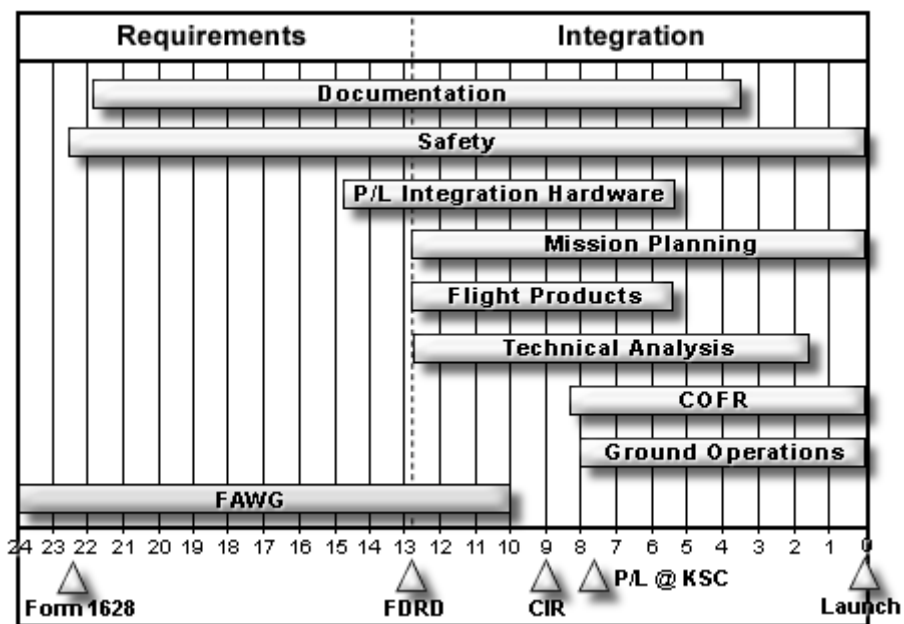 Requirements Integration
Documentation
Safety
P/L Integration Hardware
Mission Planning
Flight Products
Technical Analysis
COFR
Ground Operations
FAWG
24 23 22 21 20 19 18 17 16 15 14 13 12 11 10 9 8 7 6 5 4 3 2 1 0
P/L @ KSC
Form 1628 FDRD CIR Launch